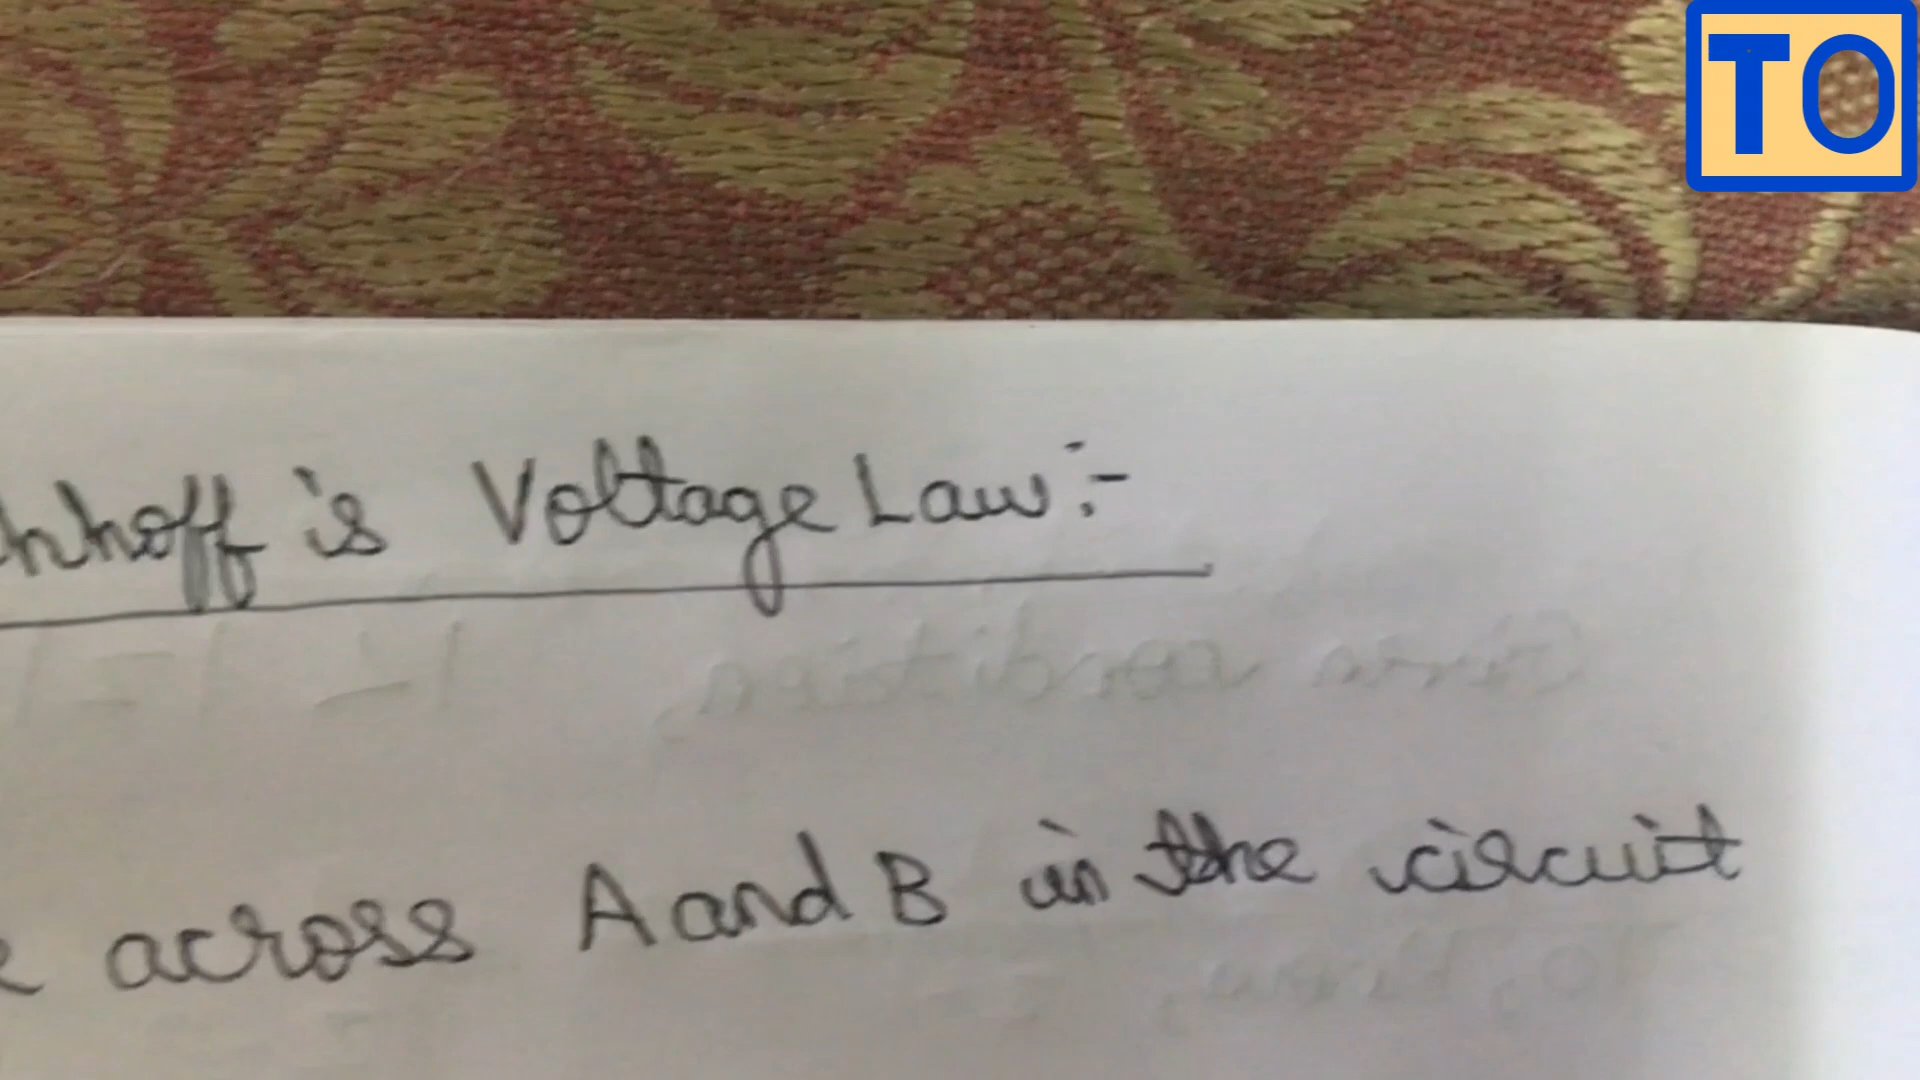 TO
hhoff is Voltage Law :-
across A and B in the circuit